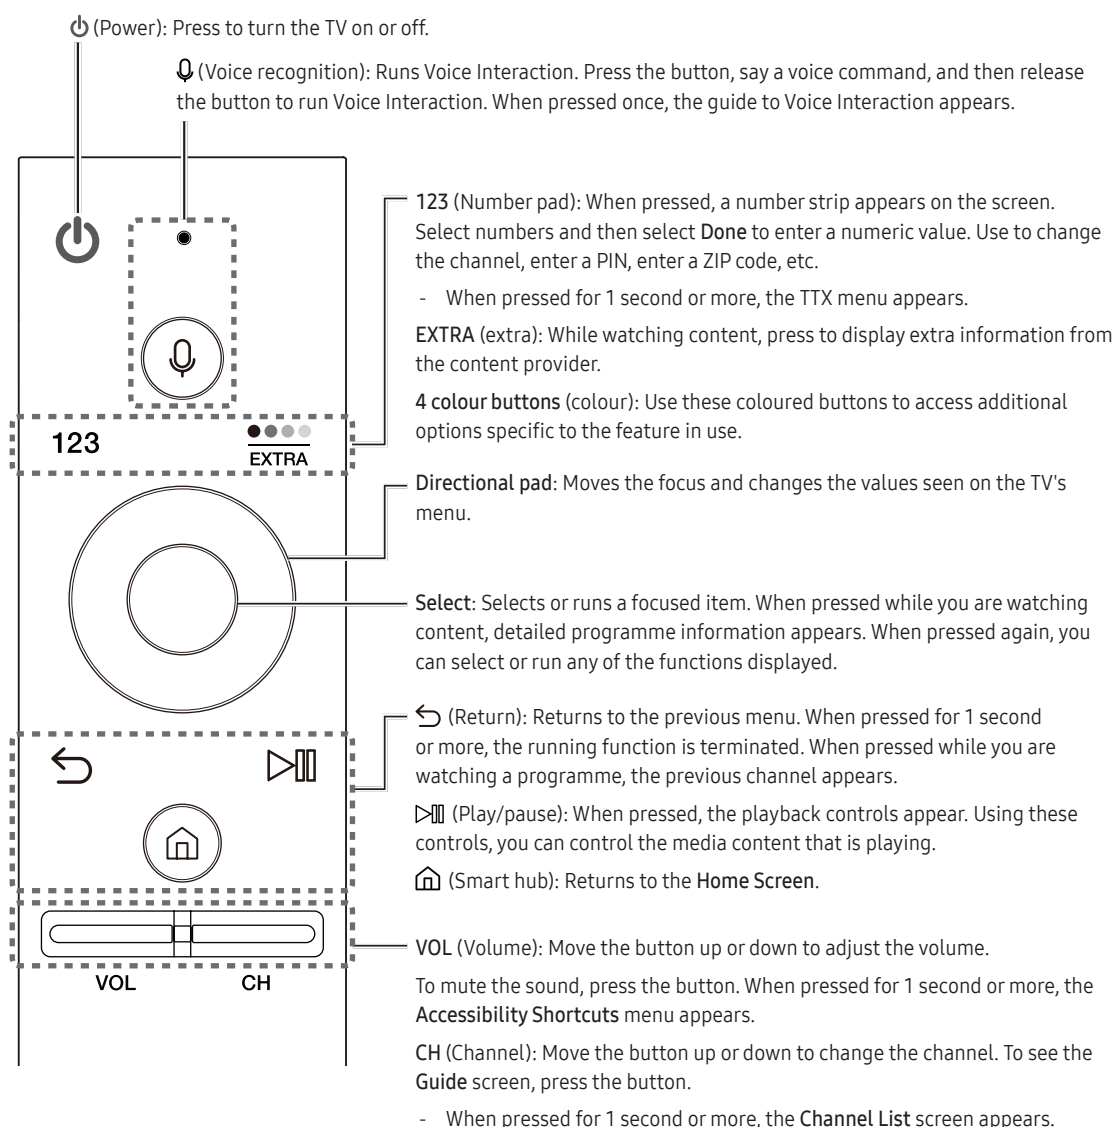 (Power): Press to turn the TV on or off.
(Voice recognition): Runs Voice Interaction. Press the button, say a voice command, and then release
the button to run Voice Interaction. When pressed once, the guide to Voice Interaction appears.
123
EXTRA
VOL
CH
123 (Number pad): When pressed, a number strip appears on the screen.
Select numbers and then select Done to enter a numeric value. Use to change
the channel, enter a PIN, enter a ZIP code, etc.
- When pressed for 1 second or more, the TTX menu appears.
EXTRA (extra): While watching content, press to display extra information from
the content provider.
4 colour buttons (colour): Use these coloured buttons to access additional
options specific to the feature in use.
Directional pad: Moves the focus and changes the values seen on the TV's
menu.
Select: Selects or runs a focused item. When pressed while you are watching
content, detailed programme information appears. When pressed again, you
can select or run any of the functions displayed.
(Return): Returns to the previous menu. When pressed for 1 second
or more, the running function is terminated. When pressed while you are
watching a programme, the previous channel appears.
(Play/pause): When pressed, the playback controls appear. Using these
controls, you can control the media content that is playing.
(Smart hub): Returns to the Home Screen.
VOL (Volume): Move the button up or down to adjust the volume.
To mute the sound, press the button. When pressed for 1 second or more, the
Accessibility Shortcuts menu appears.
CH (Channel): Move the button up or down to change the channel. To see the
Guide screen, press the button.
- When pressed for 1 second or more, the Channel List screen appears.